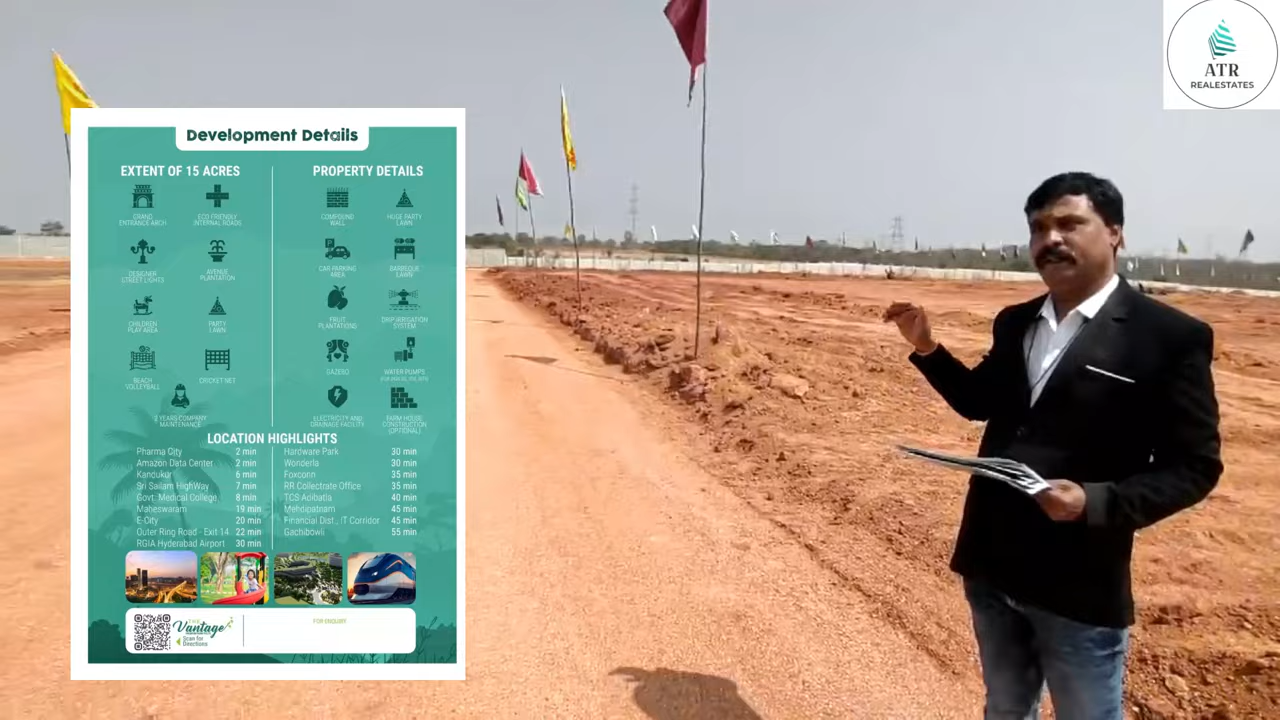 ATR
REALESTATES
Development Details
EXTENT OF 15 ACRES
GRAND
ENTRANCE ARCH
ECO FRIENDLY
INTERNAL ROADS
DESIGNER
STREET LIGHTS
AVENUE
PLANTATION
CHILDREN
PLAY AREA
PARTY
LAWN
BEACH
VOLLEYBALL
CRICKET NET
3 YEARS COMPANY
MAINTENANCE
PROPERTY DETAILS
COMPOUND
WALL
HUGE PARTY
LAWN
CAR PARKING
AREA
BARBEQUE
LAWN
FRUIT
PLANTATIONS
DRIP IRRIGATION
SYSTEM
GAZEBO
WATER PUMPS
ELECTRICITY AND
DRAINAGE FACILITY
FARM HOUSE
CONSTRUCTION
(OPTIONAL)
LOCATION HIGHLIGHTS
Pharma City 2 min
Amazon Data Center 2 min
Kandukur 6 min
Sri Sailam HighWay 7 min
Govt. Medical College 8 min
Maheswaram 19 min
E-City 20 min
Outer Ring Road - Exit 14 22 min
RGIA Hyderabad Airport 30 min
Hardware Park 30 min
Wonderla 30 min
Foxconn 35 min
RR Collectrate Office 35 min
TCS Adibatla 40 min
Mehdipatnam 45 min
Financial Dist., IT Corridor 45 min
Gachibowli 55 min
THE
Vantage
Scan for
Directions
FOR ENQUIRY